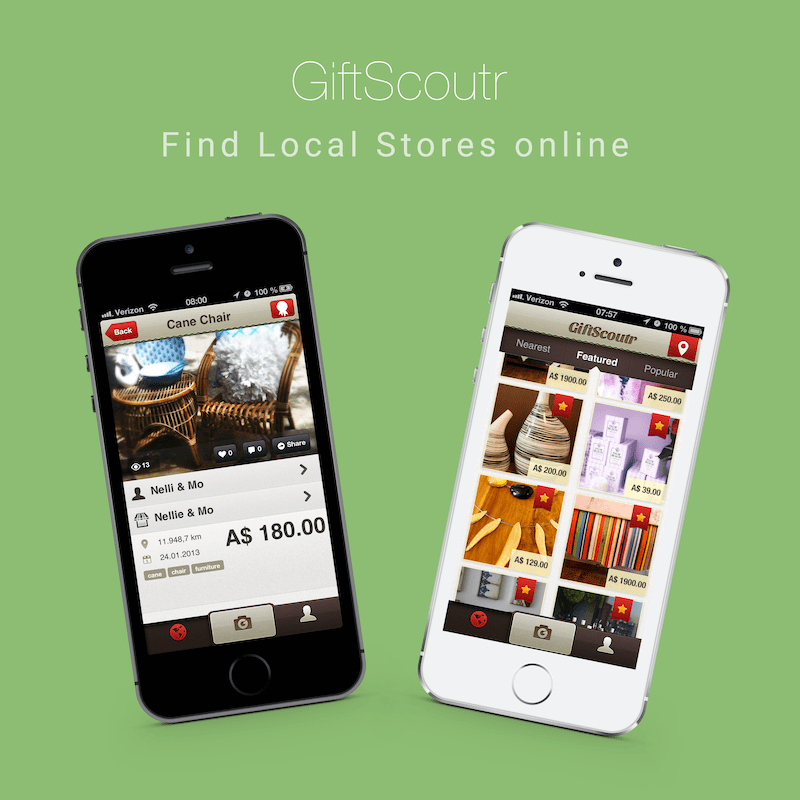 GiftScoutr
Find Local Stores online
Verizon 08:00 100 %
Back Cane Chair
13 0 0 Share
Nelli & Mo
Nellie & Mo
A$ 180.00
11.948,7 km
24.01.2013
cane chair furniture
Verizon 07:57 100 %
GiftScoutr
Nearest Featured Popular
A$ 1900.00 A$ 250.00
A$ 200.00 A$ 39.00
A$ 129.00 A$ 1900.00